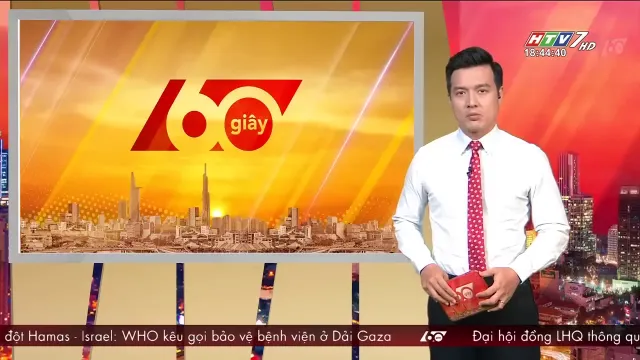 HTV7 HD
18:44:40
60
giây
đột Hamas - Israel: WHO kêu gọi bảo vệ bệnh viện ở Dải Gaza 60 Đại hội đồng LHQ thông qu